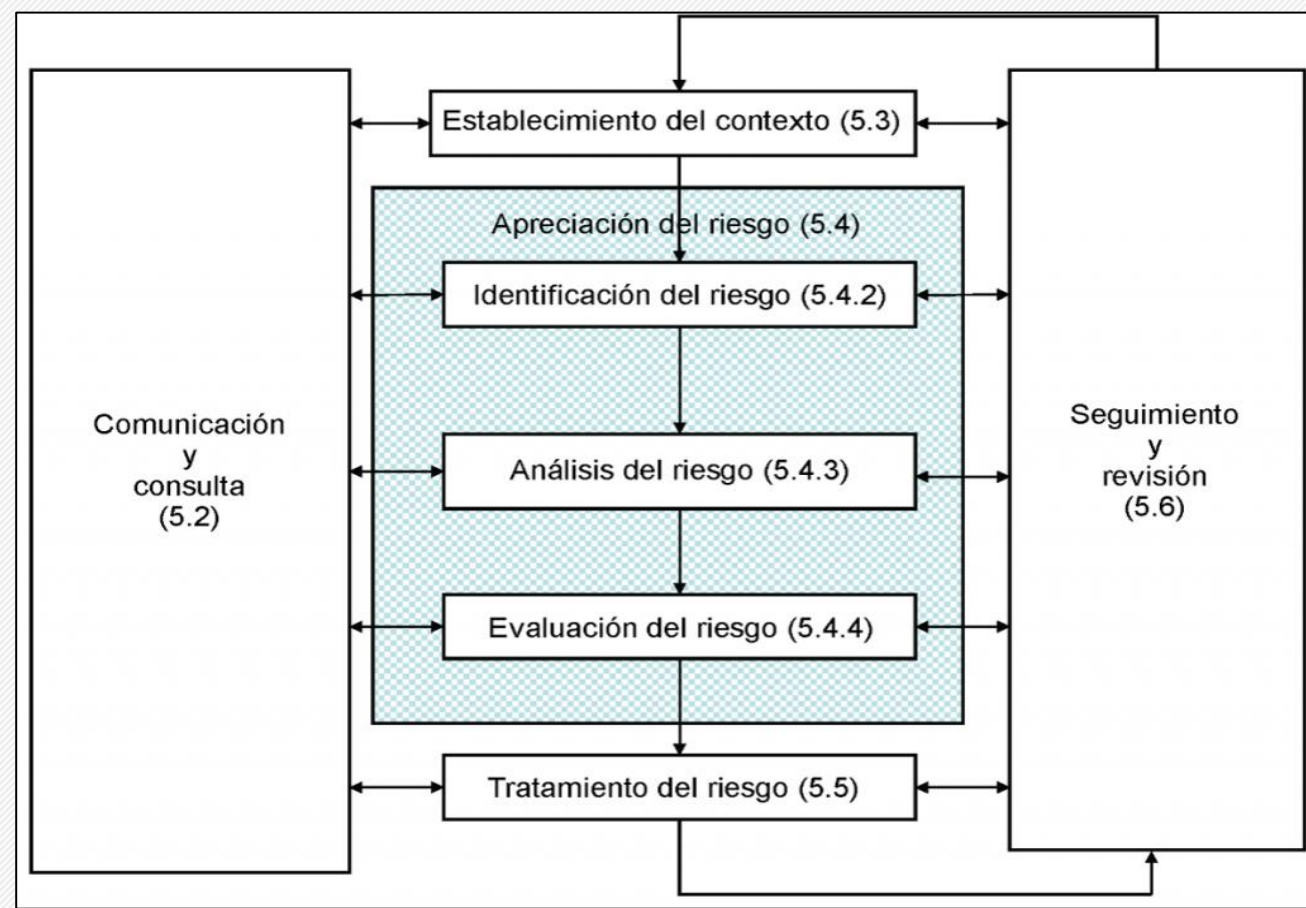 Establecimiento del contexto (5.3)
Apreciación del riesgo (5.4)
Identificación del riesgo (5.4.2)
Análisis del riesgo (5.4.3)
Evaluación del riesgo (5.4.4)
Tratamiento del riesgo (5.5)
Comunicación
y
consulta
(5.2)
Seguimiento
y
revisión
(5.6)